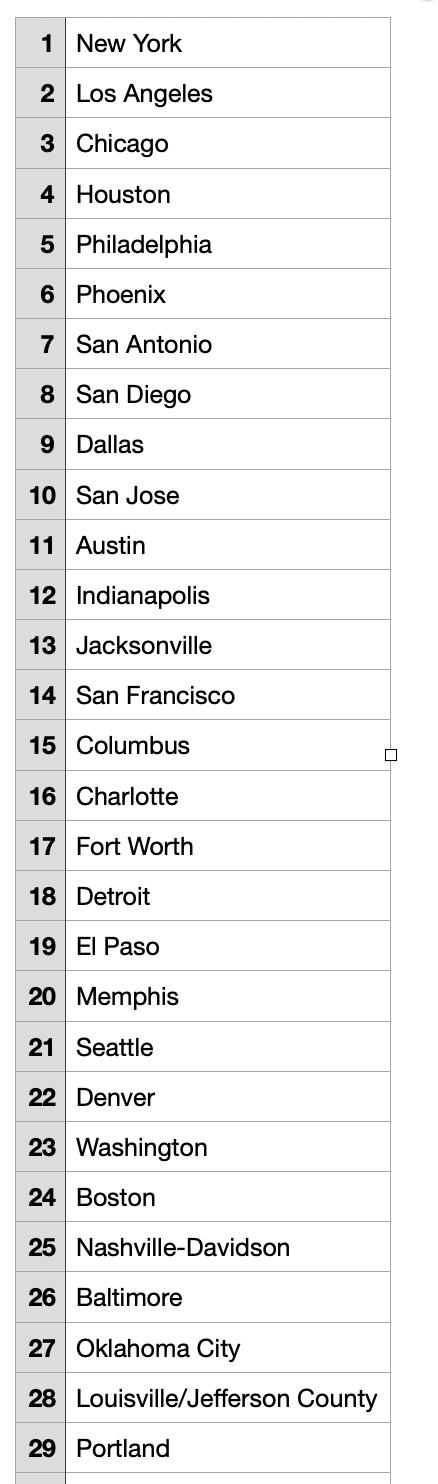 1 New York
2 Los Angeles
3 Chicago
4 Houston
5 Philadelphia
6 Phoenix
7 San Antonio
8 San Diego
9 Dallas
10 San Jose
11 Austin
12 Indianapolis
13 Jacksonville
14 San Francisco
15 Columbus
16 Charlotte
17 Fort Worth
18 Detroit
19 El Paso
20 Memphis
21 Seattle
22 Denver
23 Washington
24 Boston
25 Nashville-Davidson
26 Baltimore
27 Oklahoma City
28 Louisville/Jefferson County
29 Portland